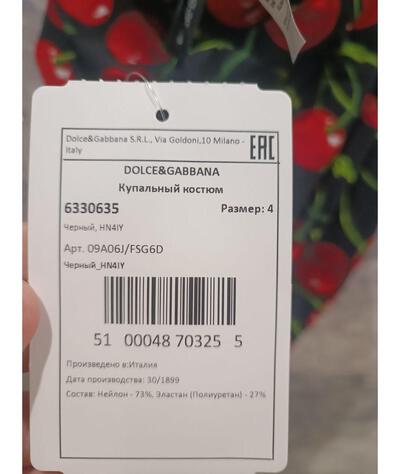 Dolce&Gabbana S.R.L., Via Goldoni,10 Milano -
Italy
EAC
DOLCE&GABBANA
Купальный костюм
6330635 Размер: 4
Черный, HN4IY
Арт. 09A06J/FSG6D
Черный_HN4IY
51 00048 70325 5
Произведено в:Италия
Дата производства: 30/1899
Состав: Нейлон - 73%, Эластан (Полиуретан) - 27%